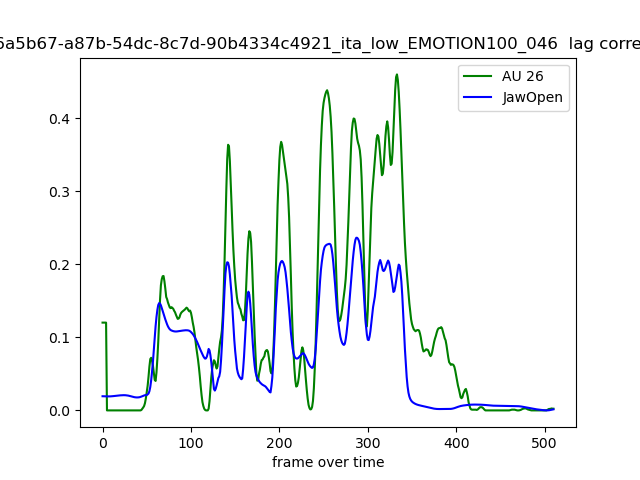 6a5b67-a87b-54dc-8c7d-90b4334c4921_ita_low_EMOTION100_046 lag corre
AU 26
JawOpen
0.4
0.3
0.2
0.1
0.0
0 100 200 300 400 500
frame over time